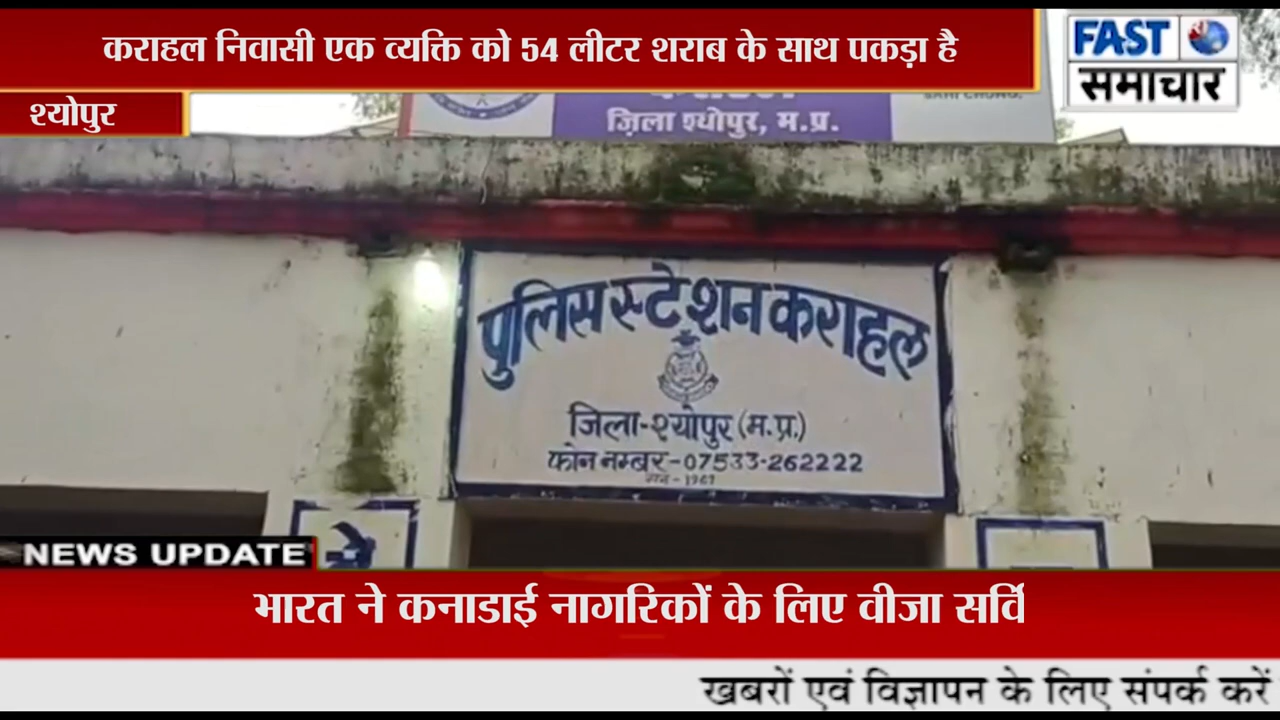 कराहल निवासी एक व्यक्ति को 54 लीटर शराब के साथ पकड़ा है
FAST
समाचार
श्योपुर
ज़िला श्योपुर, म.प्र.
पुलिस स्टेशन कराहल
जिला-श्योपुर (म.प्र.)
फोन नम्बर-07533-262222
NEWS UPDATE
भारत ने कनाडाई नागरिकों के लिए वीजा सर्वि
खबरों एवं विज्ञापन के लिए संपर्क करें